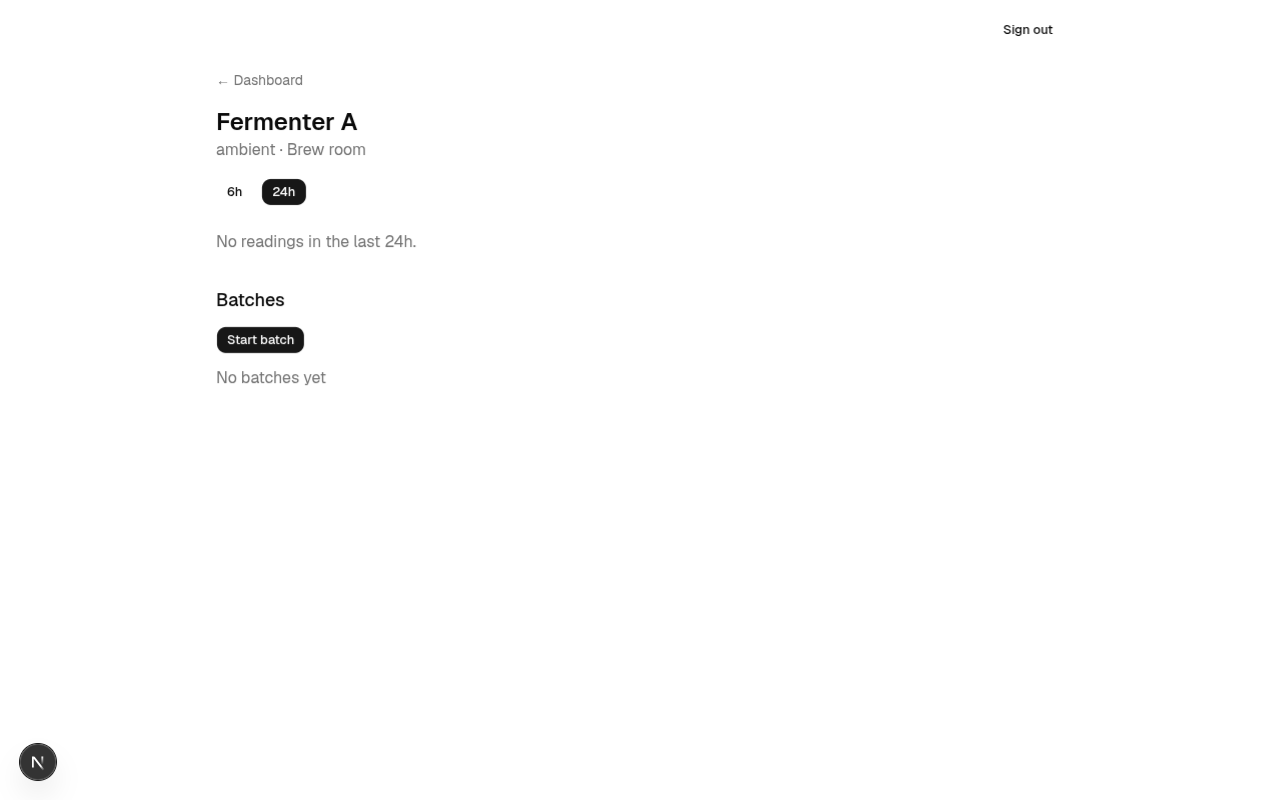 Sign out
← Dashboard
Fermenter A
ambient · Brew room
6h 24h
No readings in the last 24h.
Batches
Start batch
No batches yet
N